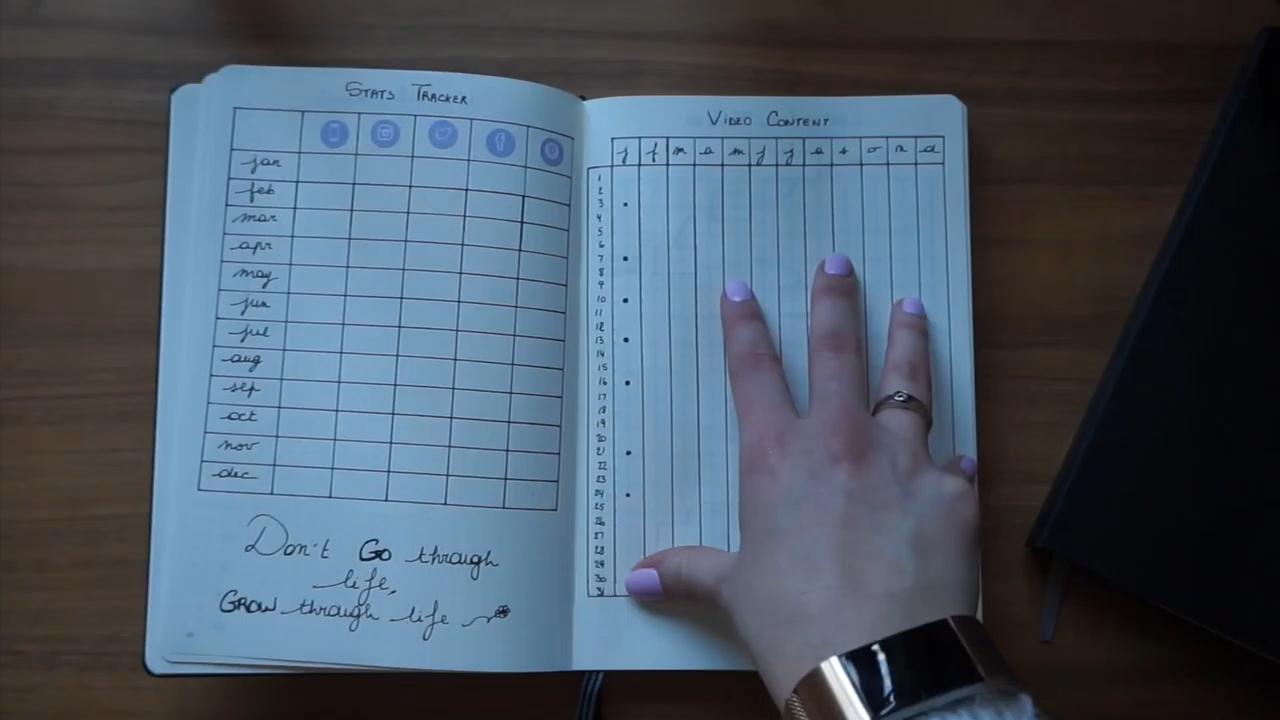 STATS TRACKER
jan
feb
mar
apr
may
jun
jul
aug
sep
oct
nov
dec
Don't Go through
life,
GROW through life
VIDEO CONTENT
j f m a m j j a s o n d
1
2
3
4
5
6
7
8
9
10
11
12
13
14
15
16
17
18
19
20
21
22
23
24
25
26
27
28
29
30
31